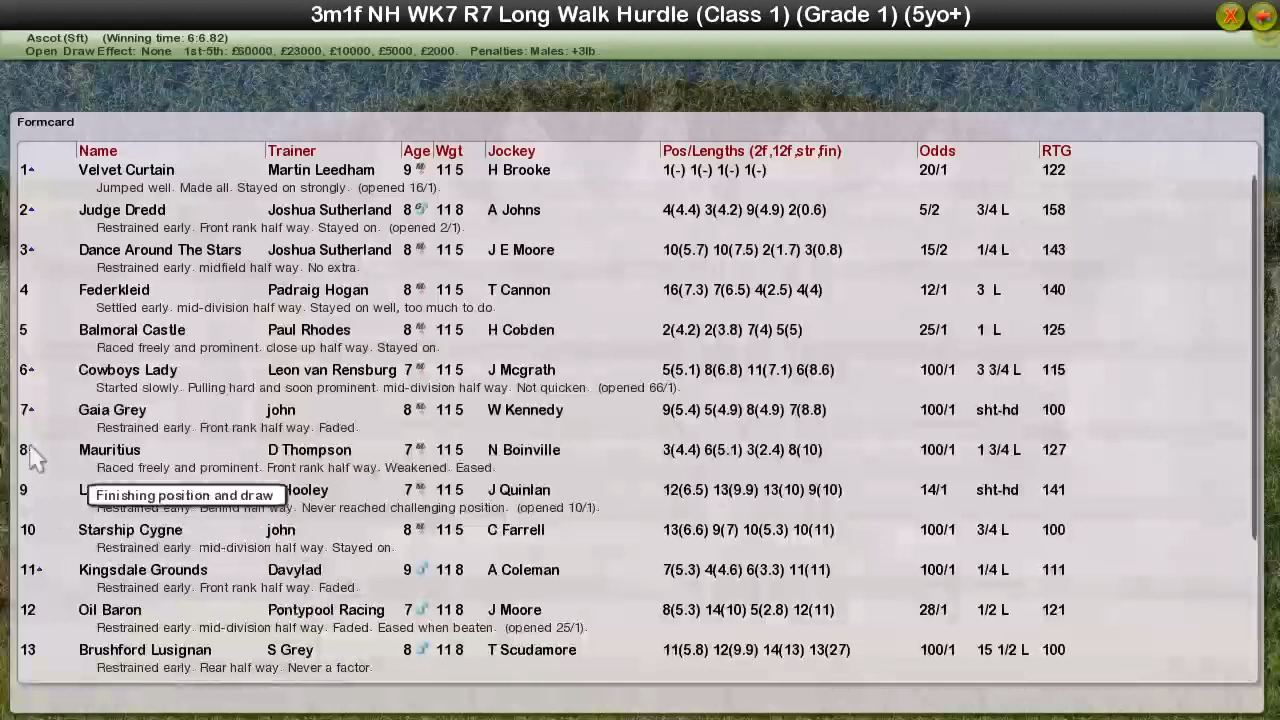 3m1f NH WK7 R7 Long Walk Hurdle (Class 1) (Grade 1) (5yo+)
Ascot(Sft) (Winning time: 6:6.82)
Open Draw Effect: None 1st-5th: £60000, £23000, £10000, £5000, £2000. Penalties: Males: +3lb.
Formcard
Name Trainer Age Wgt Jockey Pos/Lengths (2f,12f,str,fin) Odds RTG
1 Velvet Curtain Martin Leedham 9 11 5 H Brooke 1(-) 1(-) 1(-) 1(-) 20/1 122
Jumped well. Made all. Stayed on strongly. (opened 16/1).
2 Judge Dredd Joshua Sutherland 8 11 8 A Johns 4(4.4) 3(4.2) 9(4.9) 2(0.6) 5/2 3/4 L 158
Restrained early. Front rank half way. Stayed on. (opened 2/1).
3 Dance Around The Stars Joshua Sutherland 8 11 5 J E Moore 10(5.7) 10(7.5) 2(1.7) 3(0.8) 15/2 1/4 L 143
Restrained early. midfield half way. No extra.
4 Federkleid Padraig Hogan 8 11 5 T Cannon 16(7.3) 7(6.5) 4(2.5) 4(4) 12/1 3 L 140
Settled early. mid-division half way. Stayed on well, too much to do.
5 Balmoral Castle Paul Rhodes 8 11 5 H Cobden 2(4.2) 2(3.8) 7(4) 5(5) 25/1 1 L 125
Raced freely and prominent. close up half way. Stayed on.
6 Cowboys Lady Leon van Rensburg 7 11 5 J Mcgrath 5(5.1) 8(6.8) 11(7.1) 6(8.6) 100/1 3 3/4 L 115
Started slowly. Pulling hard and soon prominent. mid-division half way. Not quicken. (opened 66/1).
7 Gaia Grey john 8 11 5 W Kennedy 9(5.4) 5(4.9) 8(4.9) 7(8.8) 100/1 sht-hd 100
Restrained early. Front rank half way. Faded.
8 Mauritius D Thompson 7 11 5 N Boinville 3(4.4) 6(5.1) 3(2.4) 8(10) 100/1 1 3/4 L 127
Raced freely and prominent. Front rank half way. Weakened. Eased.
Finishing position and draw
9 7 11 5 J Quinlan 12(6.5) 13(9.9) 13(10) 9(10) 14/1 sht-hd 141
Restrained early. Behind half way. Never reached challenging position. (opened 10/1).
10 Starship Cygne john 8 11 5 C Farrell 13(6.6) 9(7) 10(5.3) 10(11) 100/1 3/4 L 100
Restrained early. mid-division half way. Stayed on.
11 Kingsdale Grounds Davylad 9 11 8 A Coleman 7(5.3) 4(4.6) 6(3.3) 11(11) 100/1 1/4 L 111
Restrained early. Front rank half way. Faded.
12 Oil Baron Pontypool Racing 7 11 8 J Moore 8(5.3) 14(10) 5(2.8) 12(11) 28/1 1/2 L 121
Restrained early. mid-division half way. Faded. Eased when beaten. (opened 25/1).
13 Brushford Lusignan S Grey 8 11 8 T Scudamore 11(5.8) 12(9.9) 14(13) 13(27) 100/1 15 1/2 L 100
Restrained early. Rear half way. Never a factor.